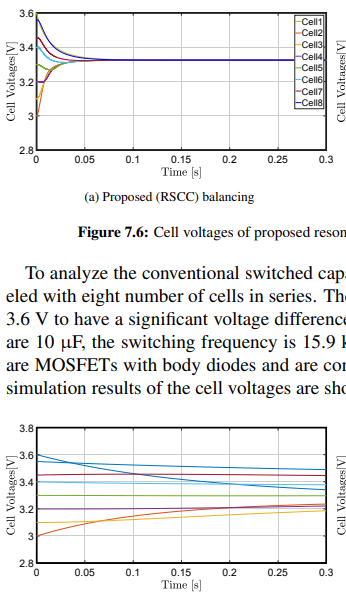 3.6
3.4
3.2
3
2.8
Cell Voltages[V]
Cell1
Cell2
Cell3
Cell4
Cell5
Cell6
Cell7
Cell8
Cell Voltages[V]
0
0.05
0.1
0.15
0.2
0.25
0.3
Time [s]
(a) Proposed (RSCC) balancing
Figure 7.6: Cell voltages of proposed reson
To analyze the conventional switched capa
eled with eight number of cells in series. The
3.6 V to have a significant voltage difference
are 10 μF, the switching frequency is 15.9 k
are MOSFETs with body diodes and are con
simulation results of the cell voltages are sho
3.8
3.6
3.4
3.2
3
2.8
Cell Voltages[V]
Cell Voltages[V]
0
0.05
0.1
0.15
0.2
0.25
0.3
Time [s]